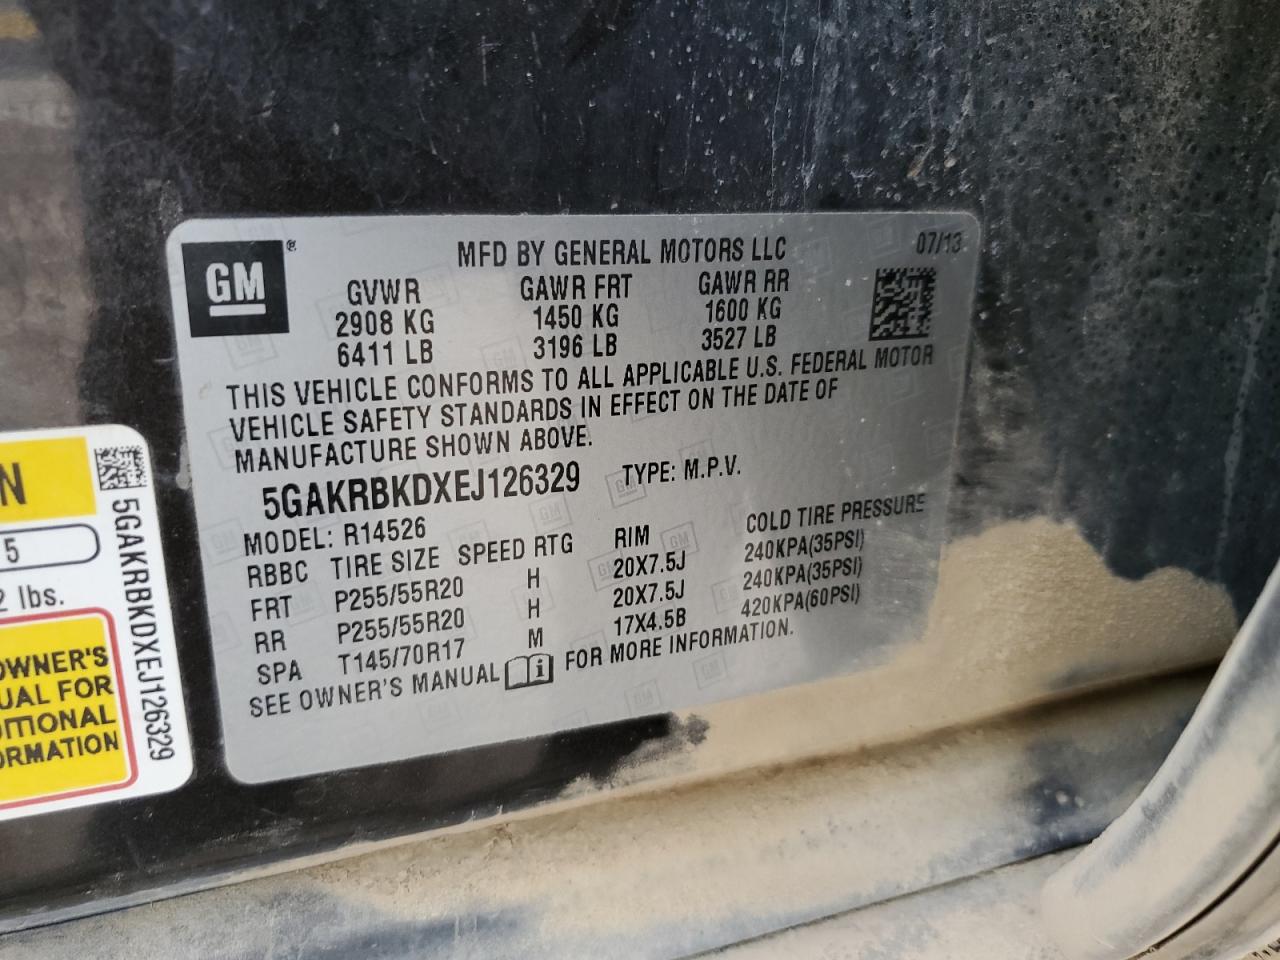 GM ®
MFD BY GENERAL MOTORS LLC 07/13
GVWR GAWR FRT GAWR RR
2908 KG 1450 KG 1600 KG
6411 LB 3196 LB 3527 LB
THIS VEHICLE CONFORMS TO ALL APPLICABLE U.S. FEDERAL MOTOR
VEHICLE SAFETY STANDARDS IN EFFECT ON THE DATE OF
MANUFACTURE SHOWN ABOVE.
5GAKRBKDXEJ126329 TYPE: M.P.V.
MODEL: R14526
RBBC TIRE SIZE SPEED RTG RIM COLD TIRE PRESSURE
FRT P255/55R20 H 20X7.5J 240KPA(35PSI)
RR P255/55R20 H 20X7.5J 240KPA(35PSI)
SPA T145/70R17 M 17X4.5B 420KPA(60PSI)
SEE OWNER'S MANUAL i FOR MORE INFORMATION.
N
5
2 lbs.
OWNER'S
UAL FOR
ITIONAL
ORMATION
5GAKRBKDXEJ126329